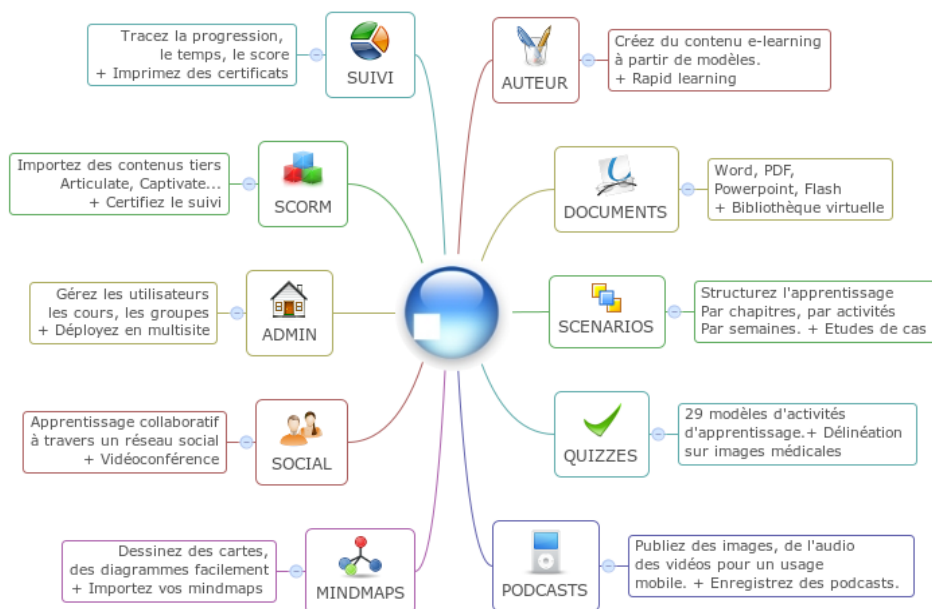 Tracez la progression,
le temps, le score
+ Imprimez des certificats
SUIVI
AUTEUR
Créez du contenu e-learning
à partir de modèles.
+ Rapid learning
Importez des contenus tiers
Articulate, Captivate...
+ Certifiez le suivi
SCORM
DOCUMENTS
Word, PDF,
Powerpoint, Flash
+ Bibliothèque virtuelle
Gérez les utilisateurs
les cours, les groupes
+ Déployez en multisite
ADMIN
SCENARIOS
Structurez l'apprentissage
Par chapitres, par activités
Par semaines. + Etudes de cas
Apprentissage collaboratif
à travers un réseau social
+ Vidéoconférence
SOCIAL
QUIZZES
29 modèles d'activités
d'apprentissage.+ Délinéation
sur images médicales
Dessinez des cartes,
des diagrammes facilement
+ Importez vos mindmaps
MINDMAPS
PODCASTS
Publiez des images, de l'audio
des vidéos pour un usage
mobile. + Enregistrez des podcasts.